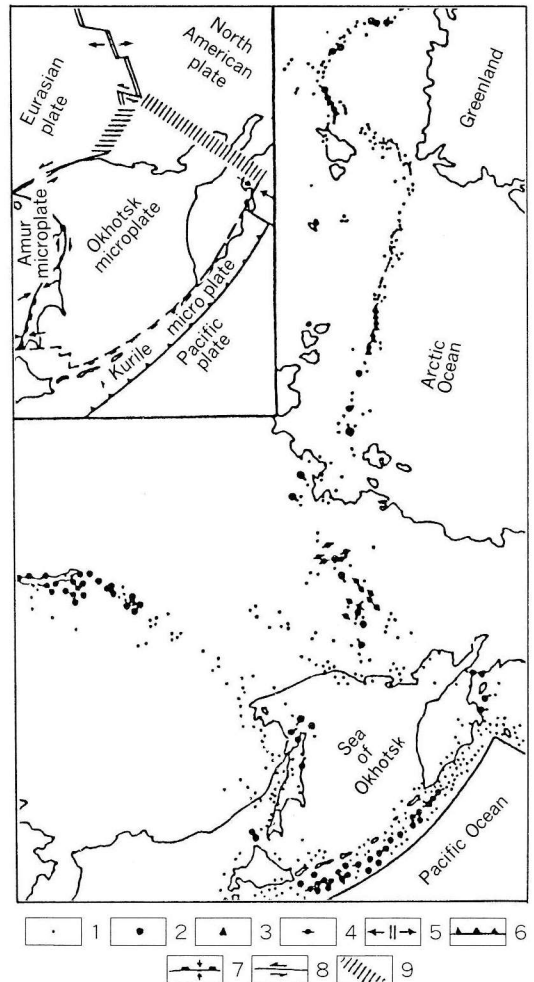 North
American
plate
Eurasian
plate
Amur
microplate
Okhotsk
microplate
Kurile
micro plate
Pacific
plate
Greenland
Arctic
Ocean
Sea
of
Okhotsk
Pacific Ocean
1
2
3
4
5
6
7
8
9